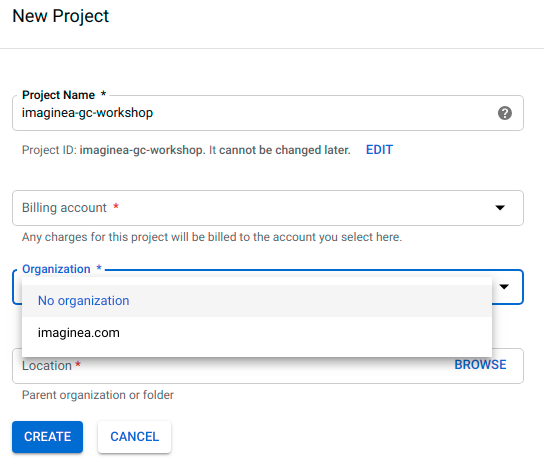 New Project
Project Name *
imaginea-gc-workshop
?
Project ID: imaginea-gc-workshop. It cannot be changed later. EDIT
Billing account *
Any charges for this project will be billed to the account you select here.
Organization *
No organization
imaginea.com
Location * BROWSE
Parent organization or folder
CREATE CANCEL